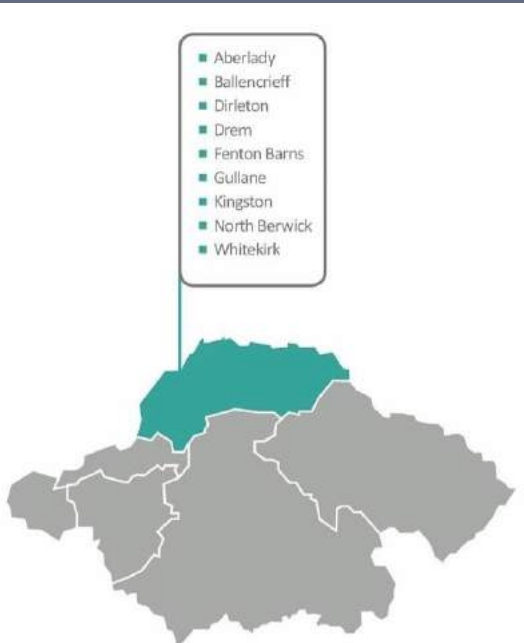 Aberlady
Ballencrieff
Dirleton
Drem
Fenton Barns
Gullane
Kingston
North Berwick
Whitekirk